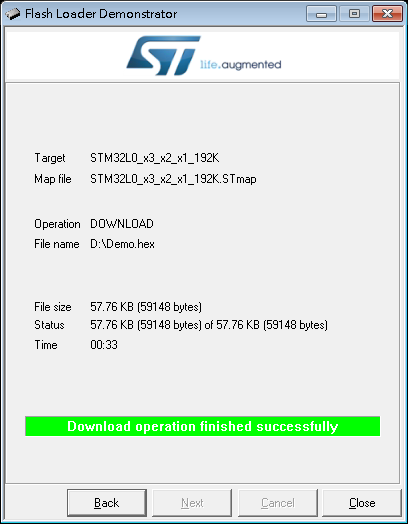 Flash Loader Demonstrator
ST
life.augmented
Target STM32L0_x3_x2_x1_192K
Map file STM32L0_x3_x2_x1_192K.STmap
Operation DOWNLOAD
File name D:\Demo.hex
File size 57.76 KB (59148 bytes)
Status 57.76 KB (59148 bytes) of 57.76 KB (59148 bytes)
Time 00:33
Download operation finished successfully
Back Next Cancel Close